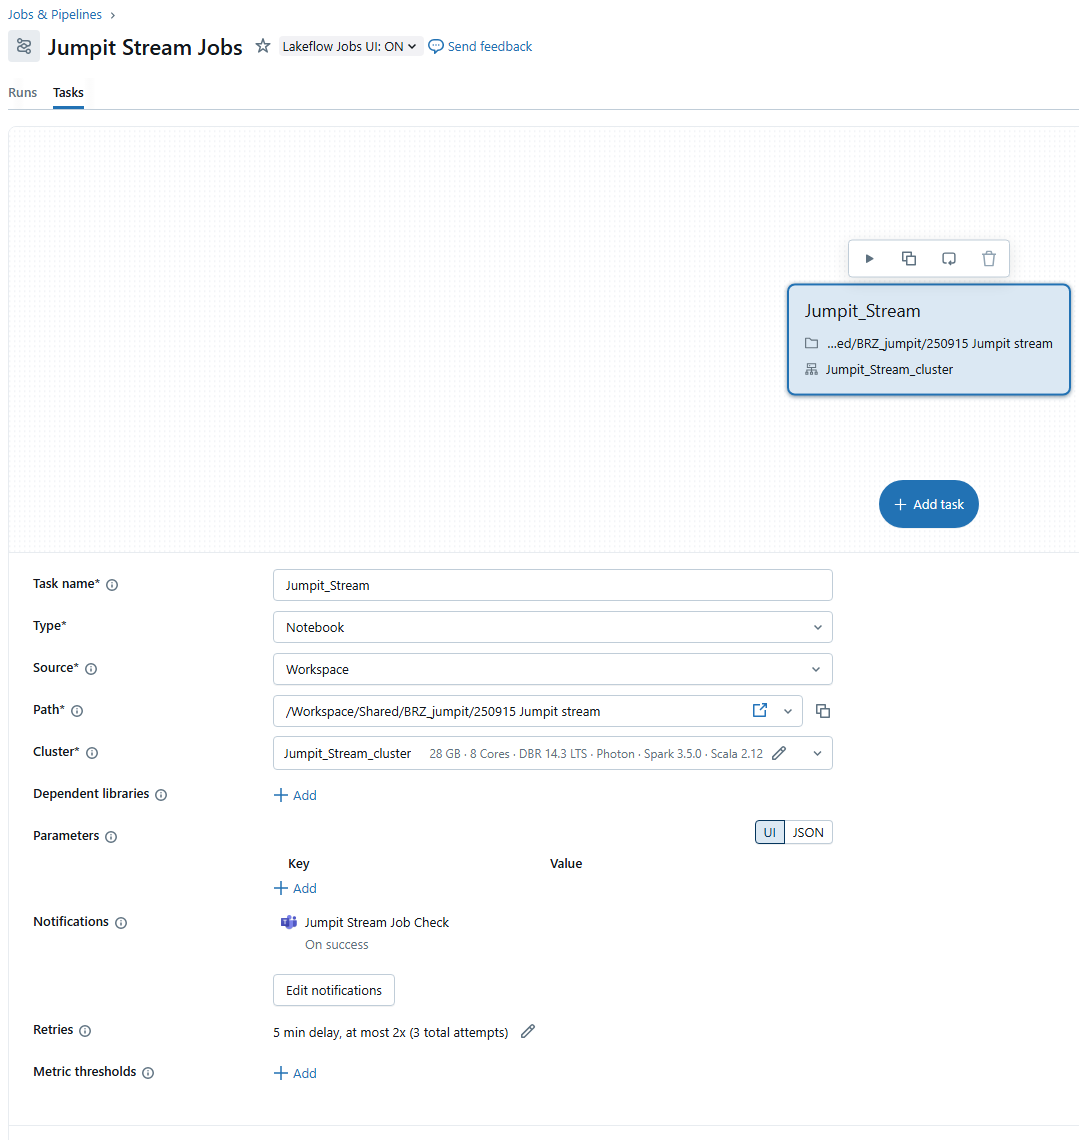 Jobs & Pipelines
Jumpit Stream Jobs
Lakeflow Jobs UI: ON
Send feedback
Runs
Tasks
Jumpit_Stream
...ed/BRZ_jumpit/250915 Jumpit stream
Jumpit_Stream_cluster
+ Add task
Task name*
Jumpit_Stream
Type*
Notebook
Source*
Workspace
Path*
/Workspace/Shared/BRZ_jumpit/250915 Jumpit stream
Cluster*
Jumpit_Stream_cluster 28 GB · 8 Cores · DBR 14.3 LTS · Photon · Spark 3.5.0 · Scala 2.12
Dependent libraries
+ Add
Parameters
UI JSON
Key Value
+ Add
Notifications
Jumpit Stream Job Check
On success
Edit notifications
Retries
5 min delay, at most 2x (3 total attempts)
Metric thresholds
+ Add